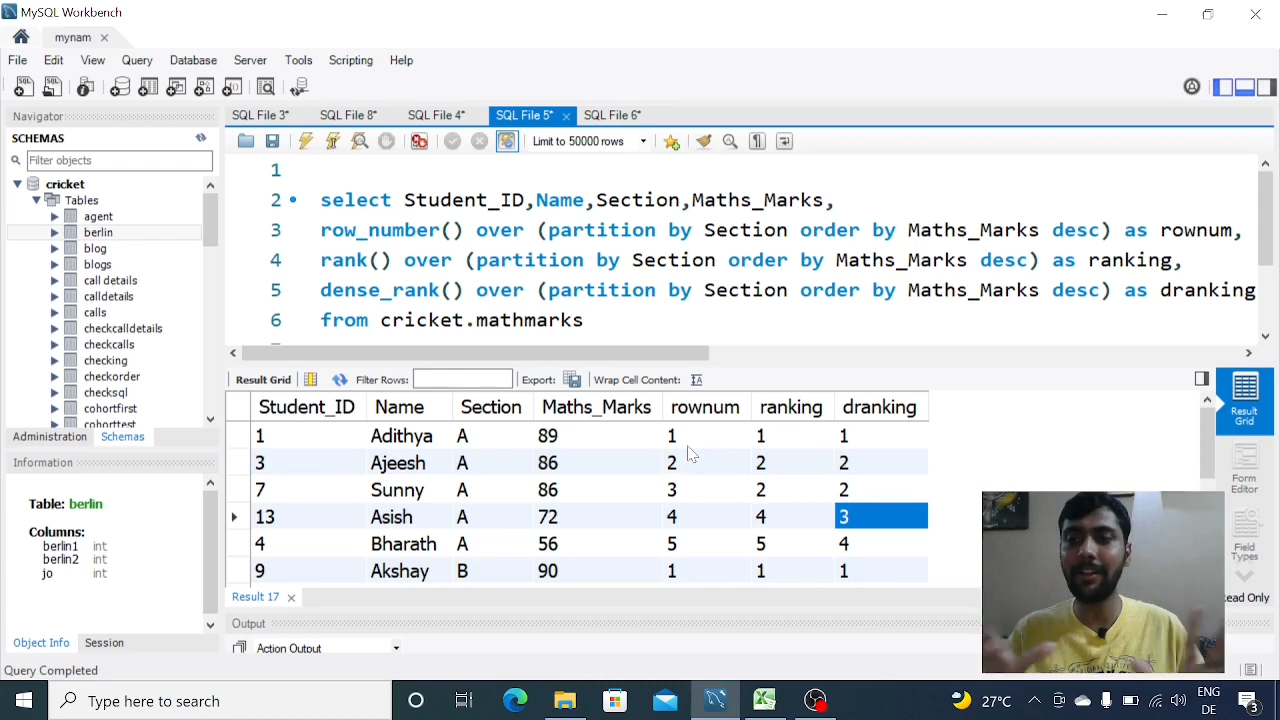 MySQL Workbench
mynam
File Edit View Query Database Server Tools Scripting Help
Navigator
SCHEMAS
Filter objects
cricket
Tables
agent
berlin
blog
blogs
call details
calldetails
calls
checkcalldetails
checkcalls
checking
checkorder
checksql
cohortfirst
cohorttest
Administration Schemas
Information
Table: berlin
Columns:
berlin1 int
berlin2 int
jo int
Object Info Session
Query Completed
SQL File 3* SQL File 8* SQL File 4* SQL File 5* SQL File 6*
Limit to 50000 rows
1
2 select Student_ID,Name,Section,Maths_Marks,
3 row_number() over (partition by Section order by Maths_Marks desc) as rownum,
4 rank() over (partition by Section order by Maths_Marks desc) as ranking,
5 dense_rank() over (partition by Section order by Maths_Marks desc) as dranking
6 from cricket.mathmarks
Result Grid Filter Rows: Export: Wrap Cell Content:
Student_ID Name Section Maths_Marks rownum ranking dranking
1 Adithya A 89 1 1 1
3 Ajeesh A 86 2 2 2
7 Sunny A 86 3 2 2
13 Asish A 72 4 4 3
4 Bharath A 56 5 5 4
9 Akshay B 90 1 1 1
Result Grid
Form Editor
Field Types
Result 17
Output
Action Output
Type here to search
27°C
ENG
DE
3